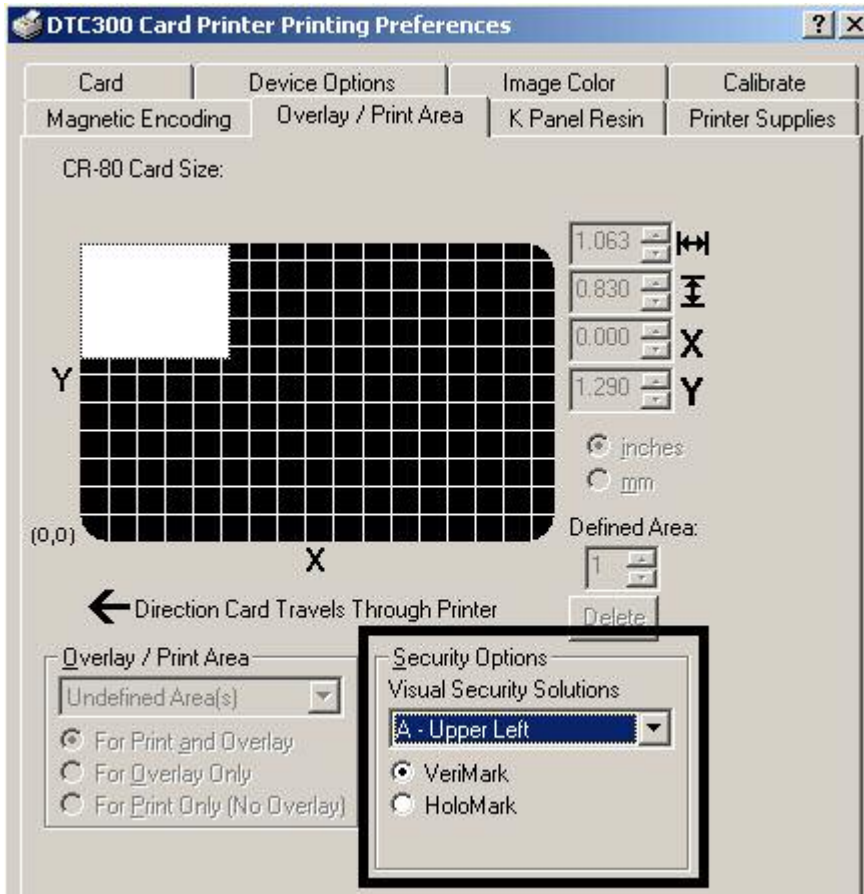 DTC300 Card Printer Printing Preferences
Card Device Options Image Color Calibrate
Magnetic Encoding Overlay / Print Area K Panel Resin Printer Supplies
CR-80 Card Size:
1.063
0.830
0.000 X
1.290 Y
Y
inches
mm
(0,0)
X
Defined Area:
1
Direction Card Travels Through Printer
Delete
Overlay / Print Area
Undefined Area(s)
For Print and Overlay
For Overlay Only
For Print Only (No Overlay)
Security Options
Visual Security Solutions
A - Upper Left
VeriMark
HoloMark